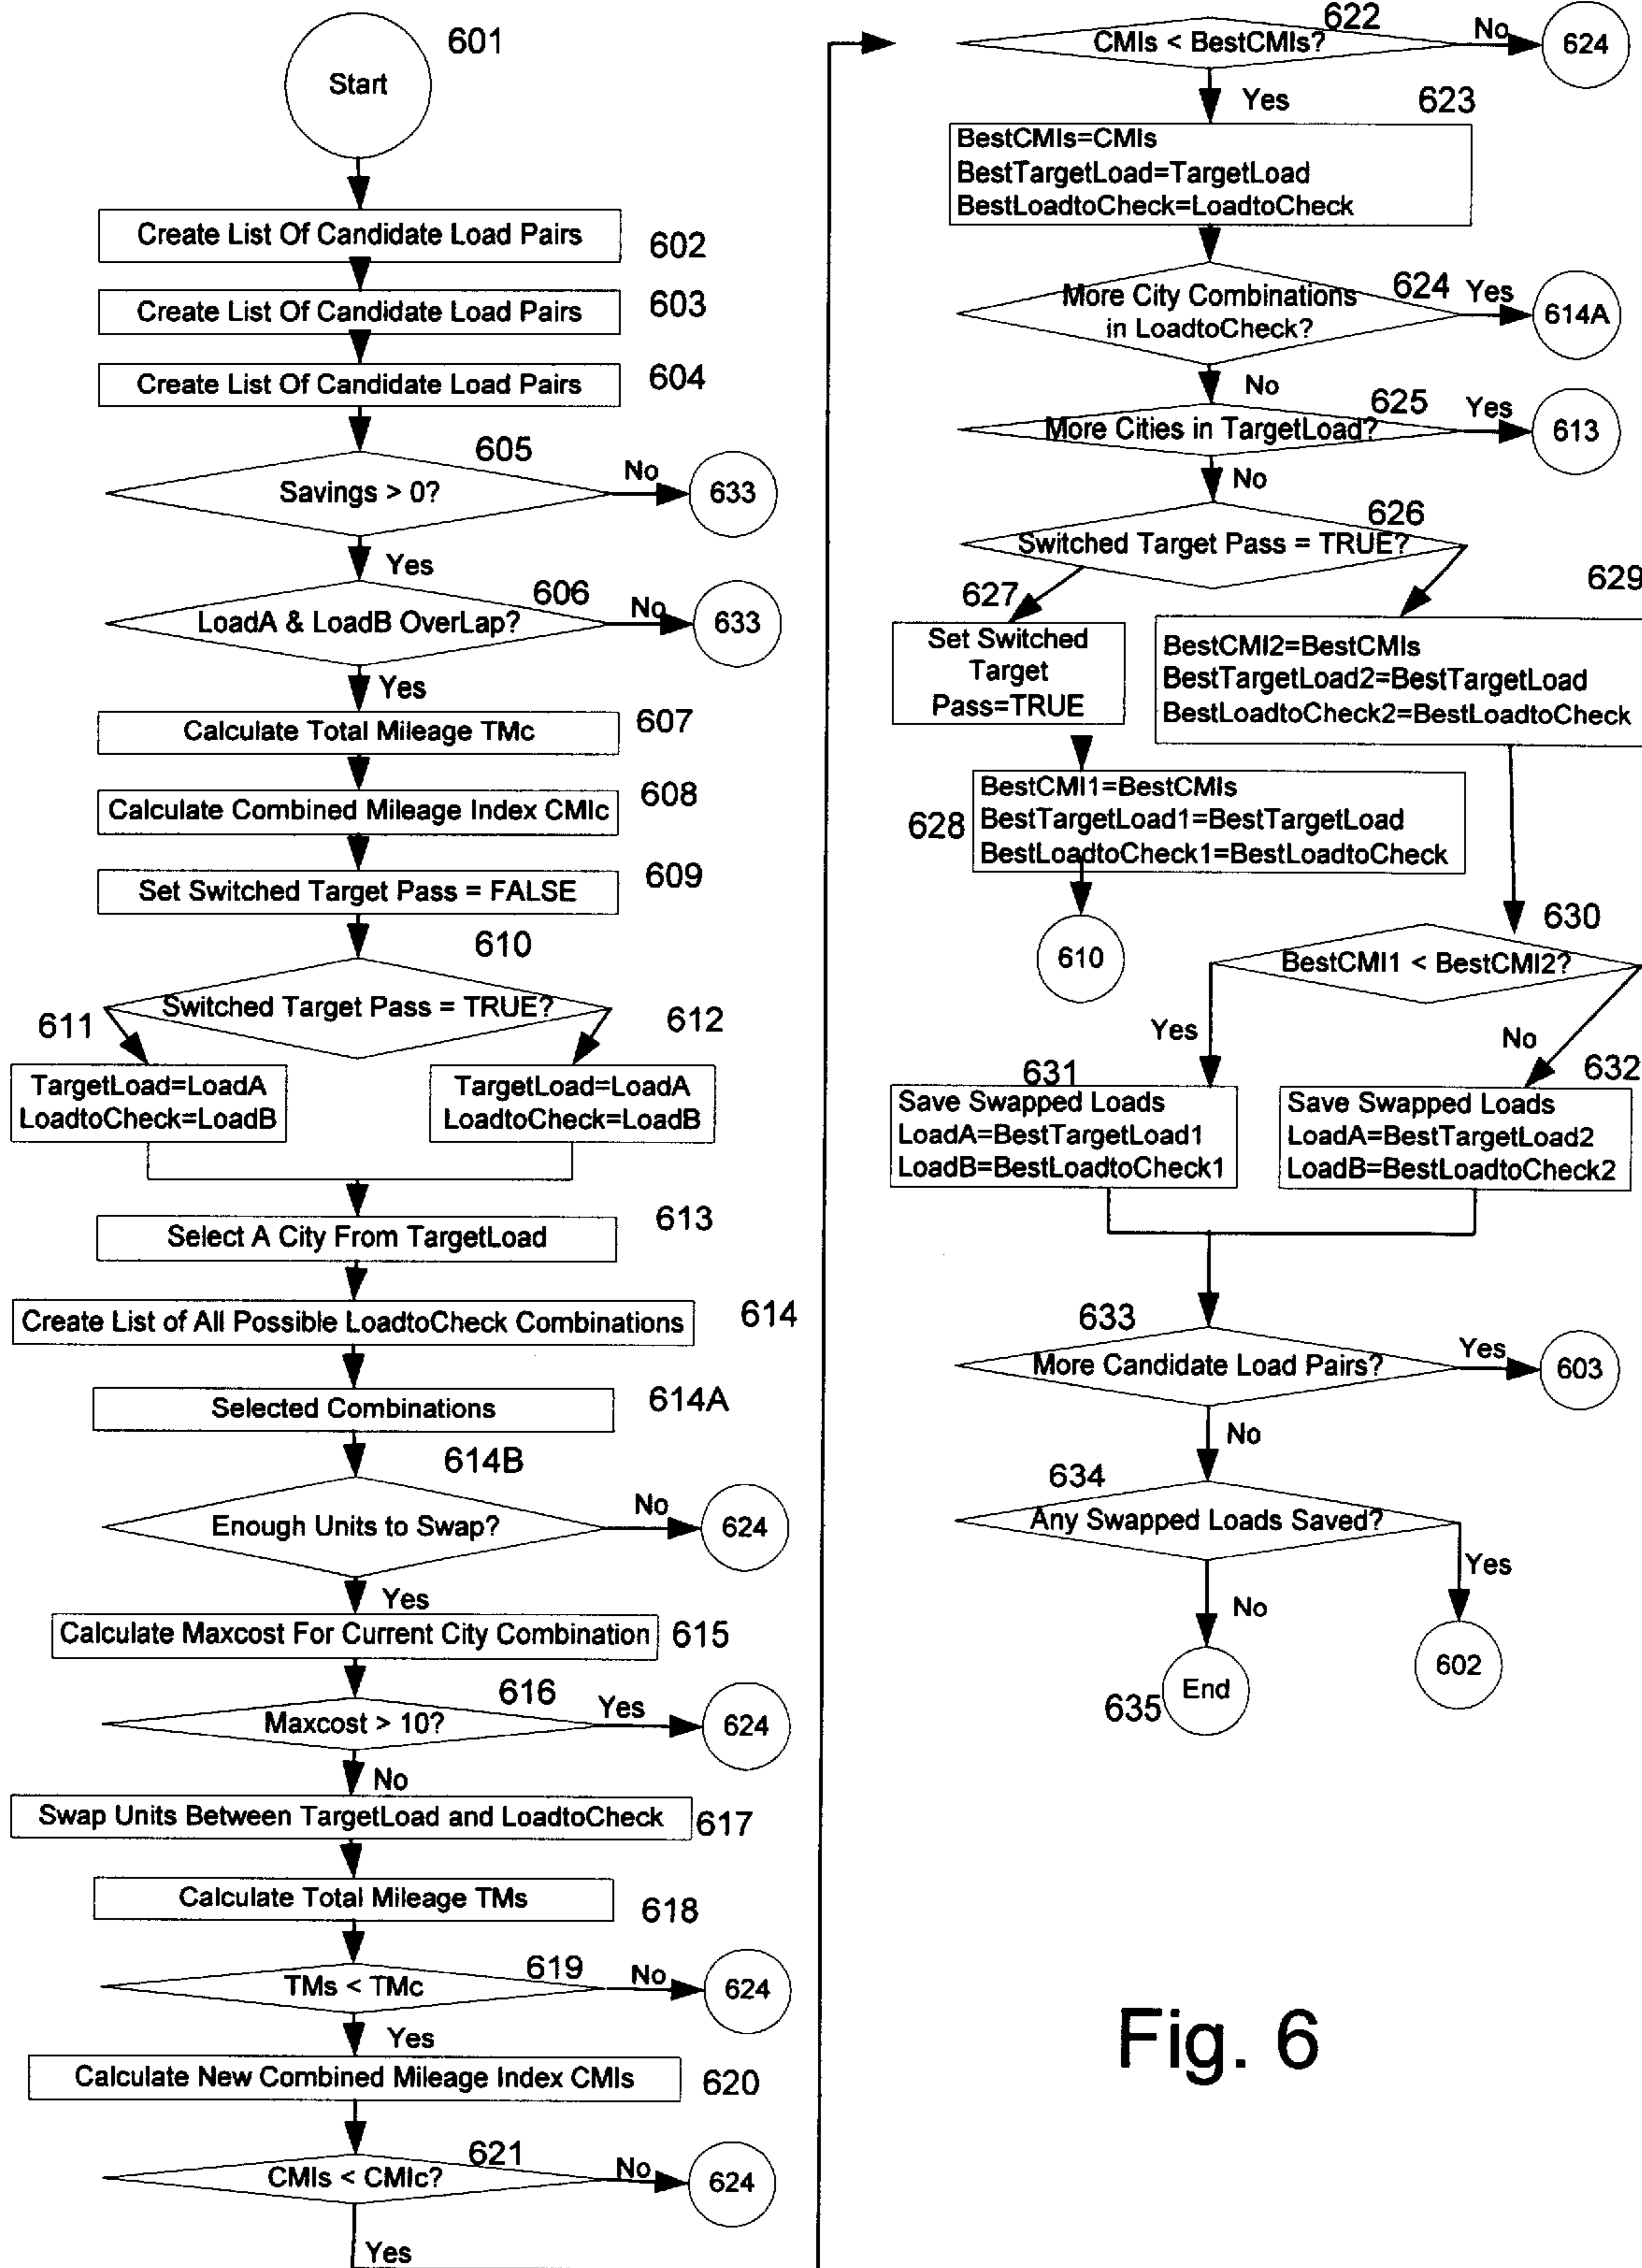 601
Start
Create List Of Candidate Load Pairs
602
Create List Of Candidate Load Pairs
603
Create List Of Candidate Load Pairs
604
605
Savings > 0?
No
633
Yes
606
LoadA & LoadB OverLap?
No
633
Yes
Calculate Total Mileage TMc
607
Calculate Combined Mileage Index CMIc
608
Set Switched Target Pass = FALSE
609
610
Switched Target Pass = TRUE?
611
612
TargetLoad=LoadA
LoadtoCheck=LoadB
TargetLoad=LoadA
LoadtoCheck=LoadB
613
Select A City From TargetLoad
Create List of All Possible LoadtoCheck Combinations
614
Selected Combinations
614A
614B
Enough Units to Swap?
No
624
Yes
Calculate Maxcost For Current City Combination
615
616
Maxcost > 10?
Yes
624
No
Swap Units Between TargetLoad and LoadtoCheck
617
Calculate Total Mileage TMs
618
619
TMs < TMc
No
624
Yes
Calculate New Combined Mileage Index CMIs
620
621
CMIs < CMIc?
No
624
Yes
622
CMIs < BestCMIs?
No
624
Yes
623
BestCMIs=CMIs
BestTargetLoad=TargetLoad
BestLoadtoCheck=LoadtoCheck
624
More City Combinations
in LoadtoCheck?
Yes
614A
No
625
More Cities in TargetLoad?
Yes
613
No
626
Switched Target Pass = TRUE?
627
629
Set Switched
Target
Pass=TRUE
BestCMI2=BestCMIs
BestTargetLoad2=BestTargetLoad
BestLoadtoCheck2=BestLoadtoCheck
628
BestCMI1=BestCMIs
BestTargetLoad1=BestTargetLoad
BestLoadtoCheck1=BestLoadtoCheck
610
630
BestCMI1 < BestCMI2?
Yes
No
631
632
Save Swapped Loads
LoadA=BestTargetLoad1
LoadB=BestLoadtoCheck1
Save Swapped Loads
LoadA=BestTargetLoad2
LoadB=BestLoadtoCheck2
633
More Candidate Load Pairs?
Yes
603
No
634
Any Swapped Loads Saved?
Yes
No
602
635
End
Fig. 6